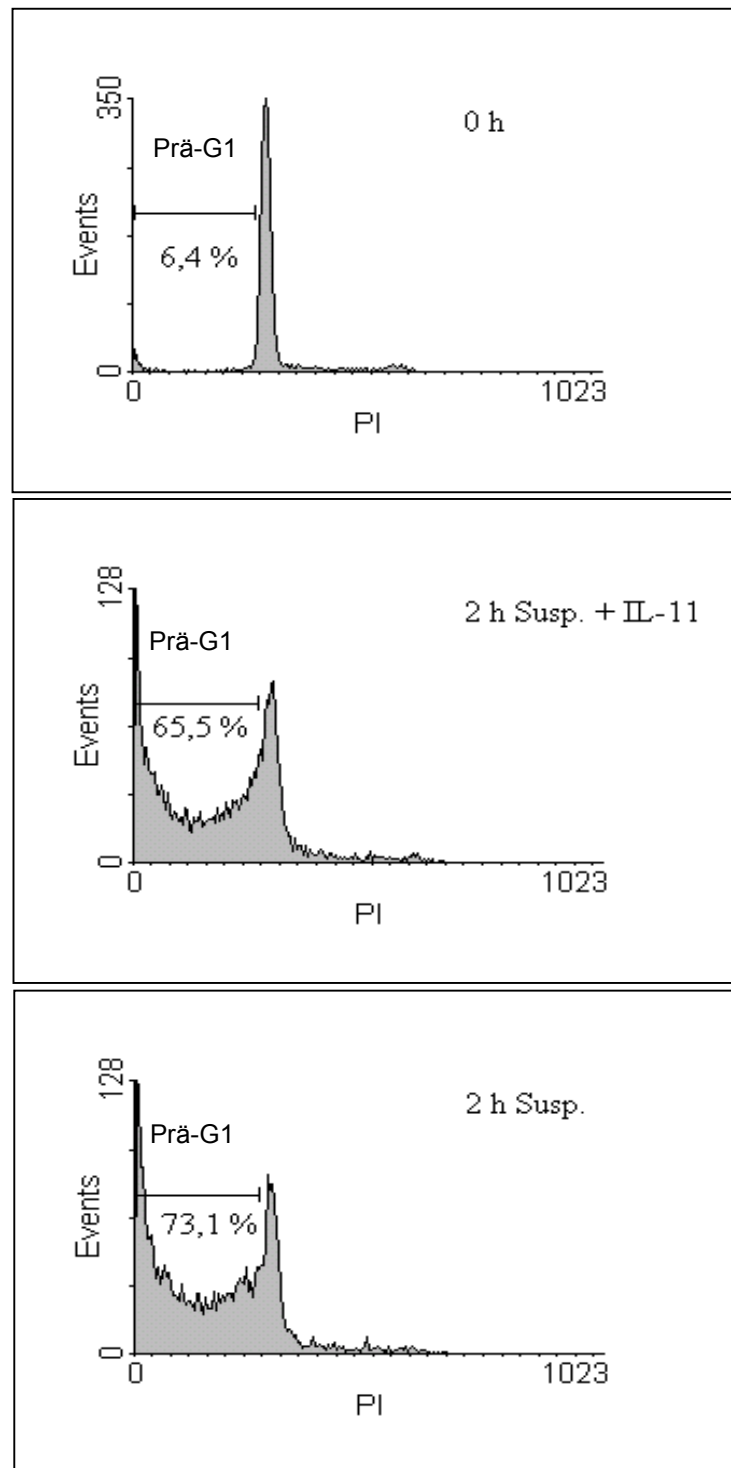 350
0 h
Prä-G1
6,4 %
Events
0
0
1023
PI
128
2 h Susp. + IL-11
Prä-G1
65,5 %
Events
0
0
1023
PI
128
2 h Susp.
Prä-G1
73,1 %
Events
0
0
1023
PI